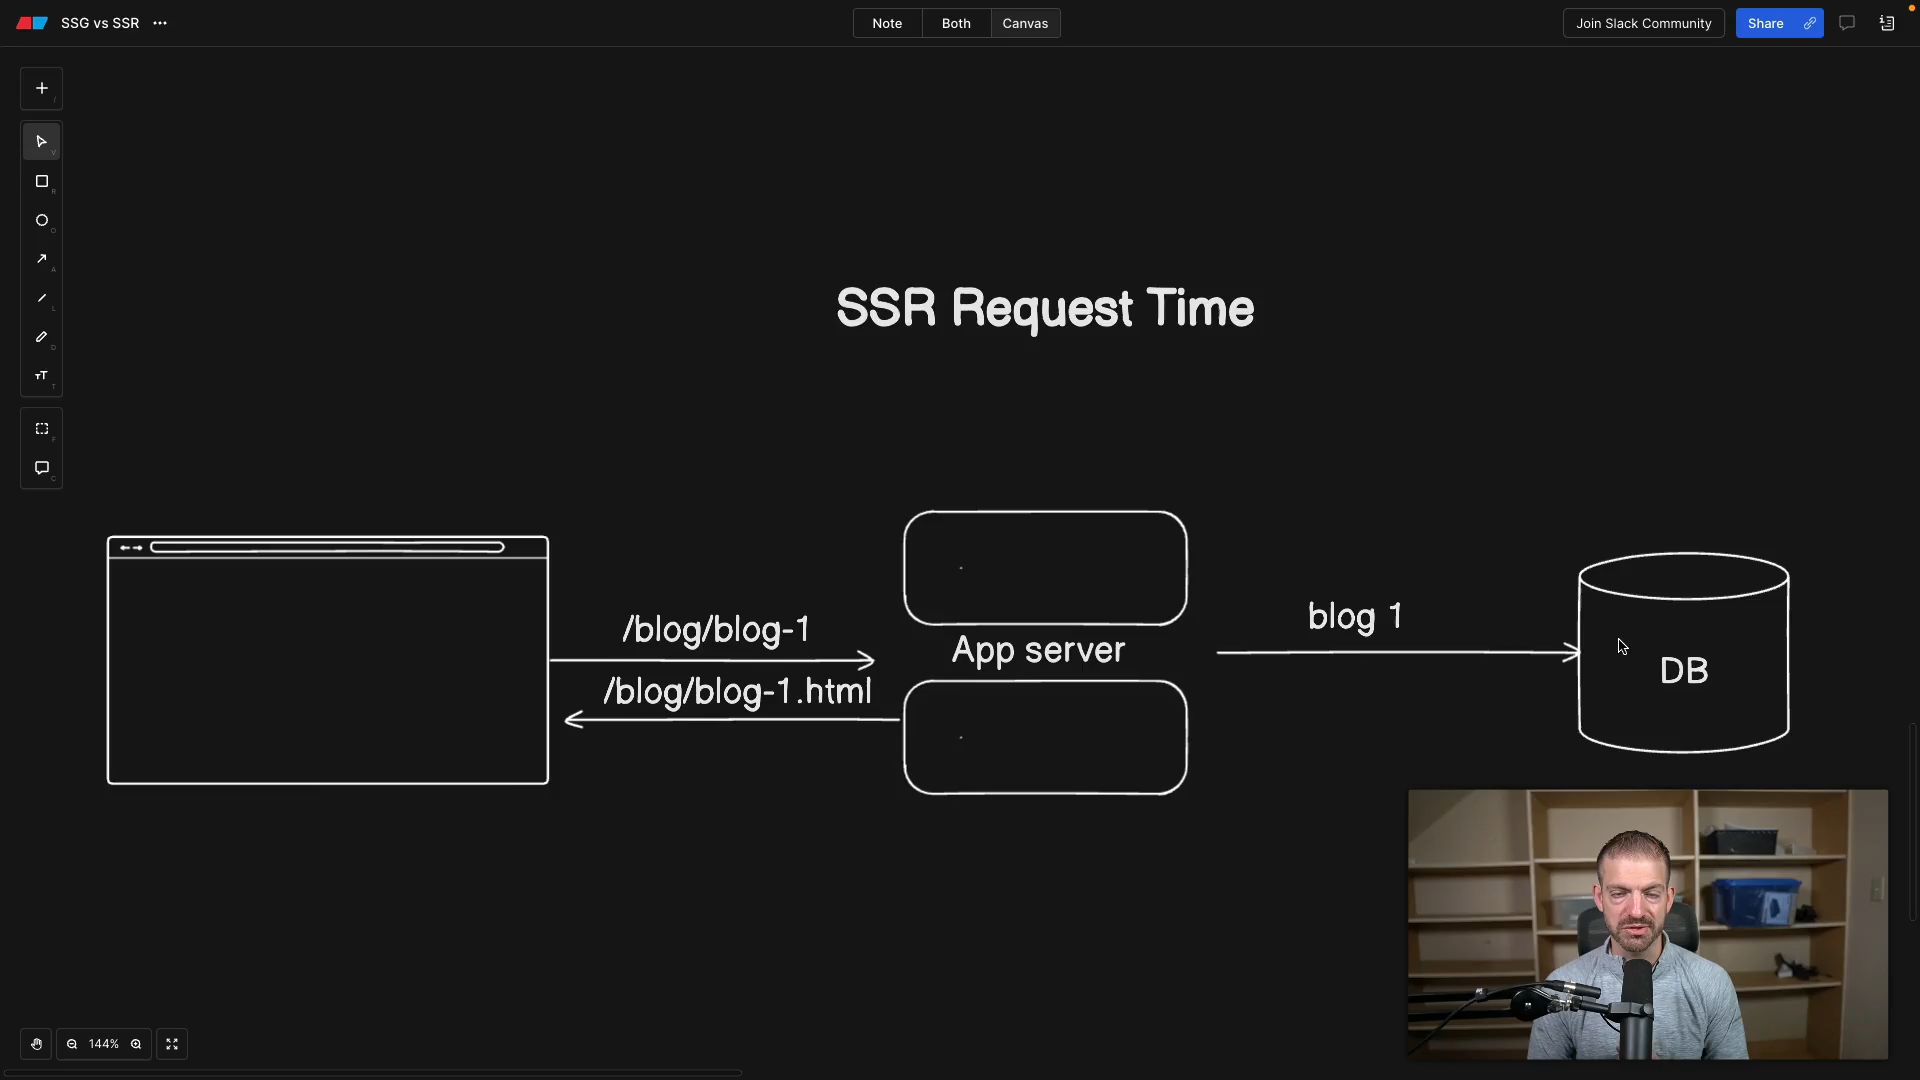 SSG vs SSR
Note
Both
Canvas
Join Slack Community
Share
/
V
R
O
A
L
D
T
F
C
SSR Request Time
/blog/blog-1
/blog/blog-1.html
App server
blog 1
DB
144%